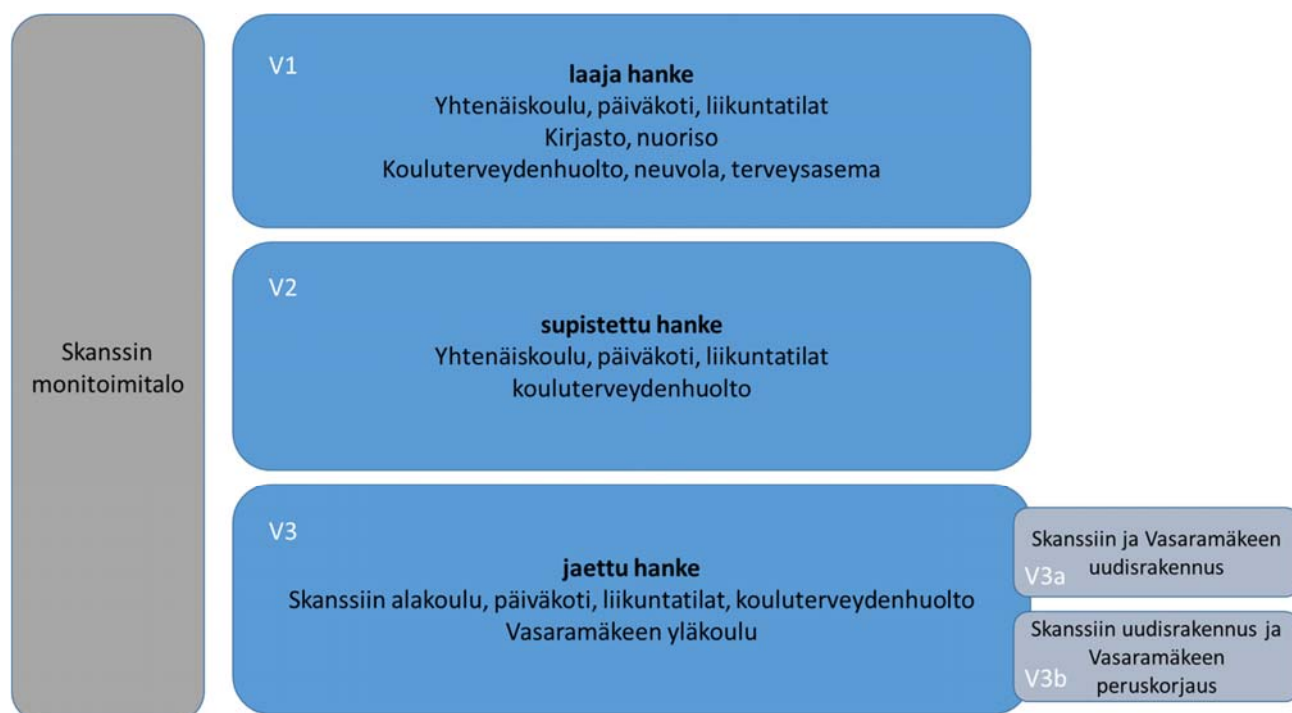 Skanssin
monitoimitalo
V1
laaja hanke
Yhtenäiskoulu, päiväkoti, liikuntatilat
Kirjasto, nuoriso
Kouluterveydenhuolto, neuvola, terveysasema
V2
supistettu hanke
Yhtenäiskoulu, päiväkoti, liikuntatilat
kouluterveydenhuolto
V3
jaettu hanke
Skanssiin alakoulu, päiväkoti, liikuntatilat, kouluterveydenhuolto
Vasaramäkeen yläkoulu
Skanssiin ja Vasaramäkeen
V3a uudisrakennus
Skanssiin uudisrakennus ja
Vasaramäkeen
V3b peruskorjaus